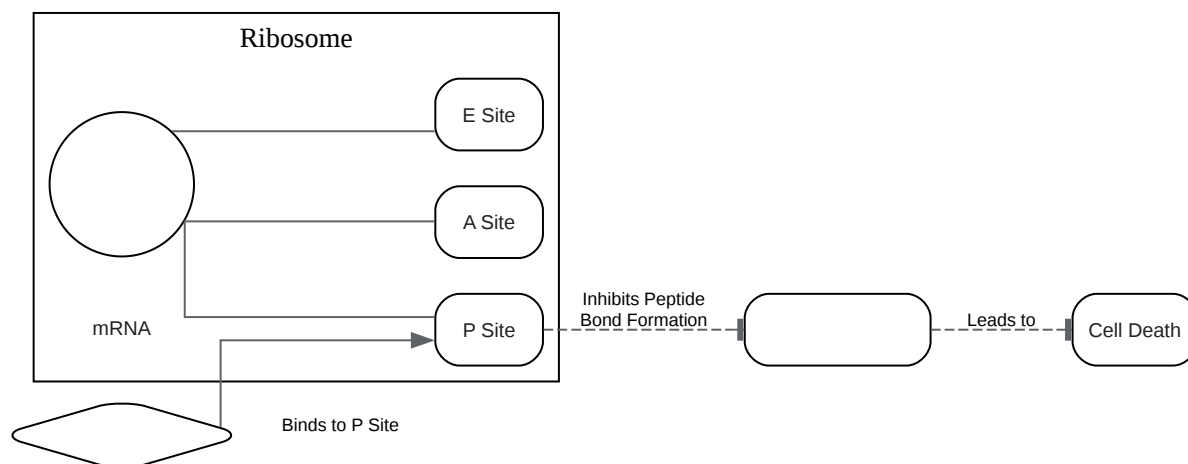 Ribosome
E Site
A Site
mRNA
P Site
Inhibits Peptide
Bond Formation
Leads to
Cell Death
Binds to P Site